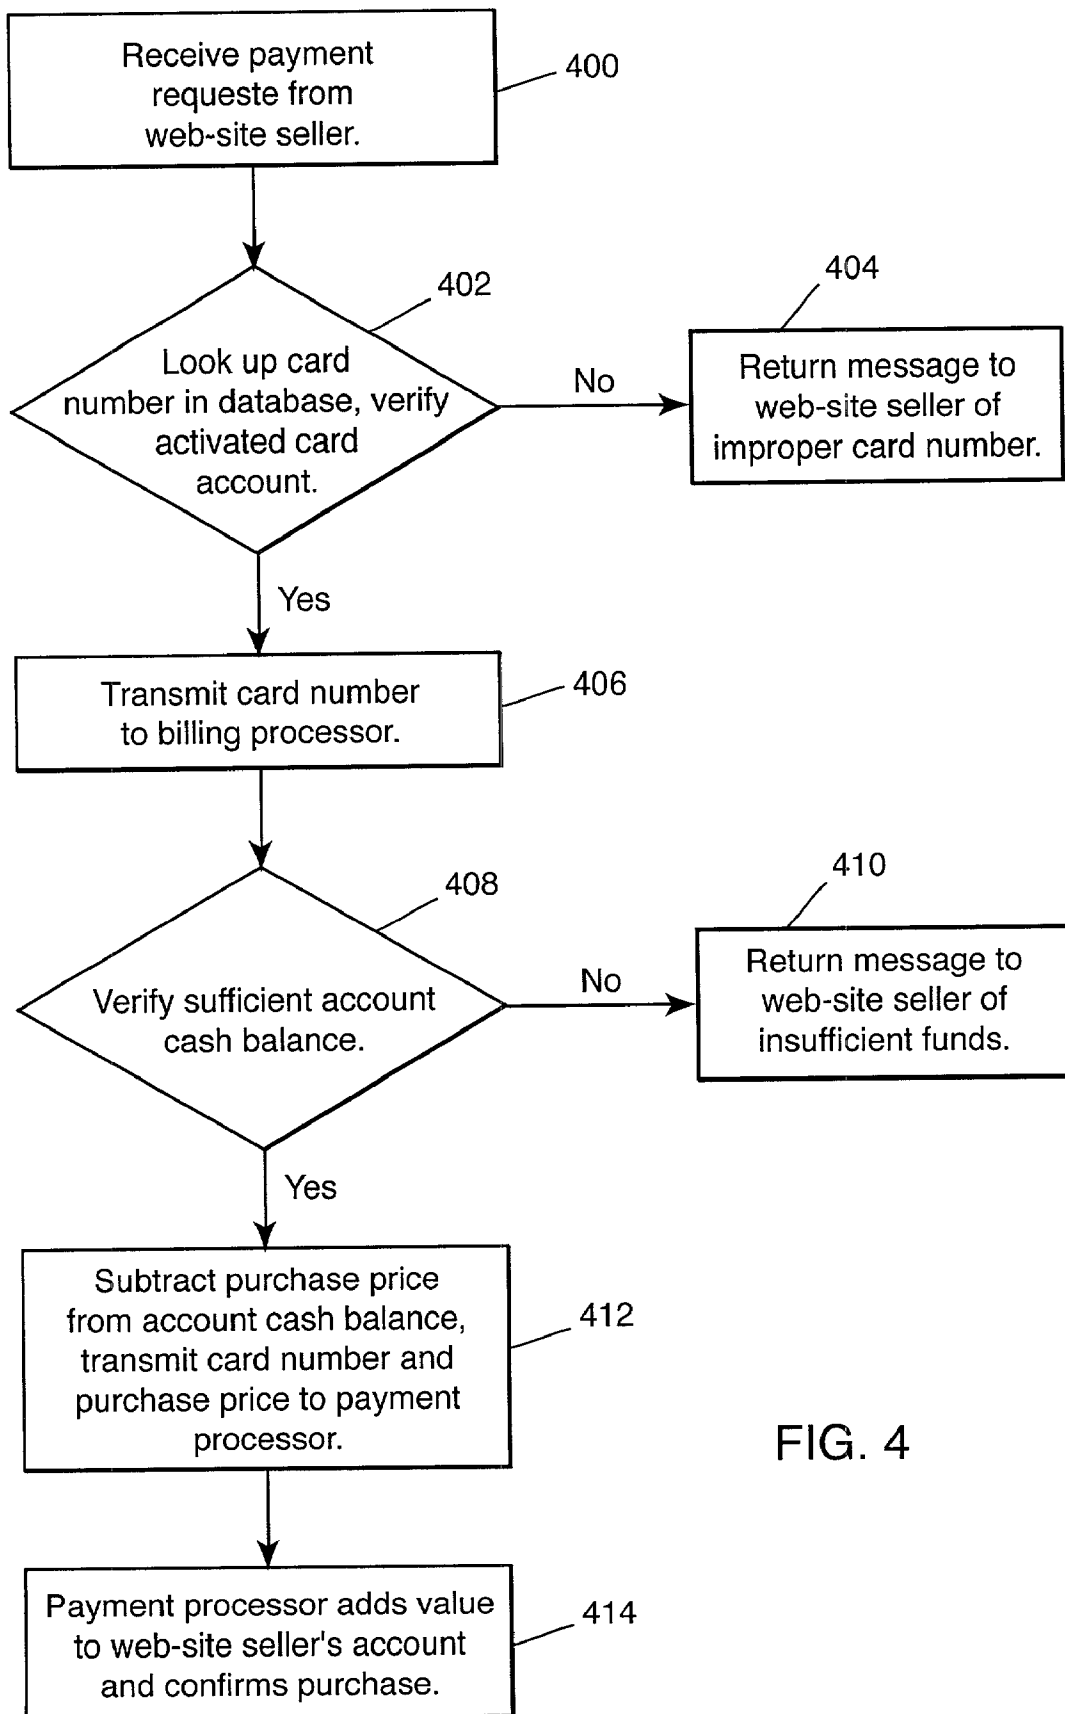 Receive payment
requeste from
web-site seller.
400
402
Look up card
number in database, verify
activated card
account.
No
404
Return message to
web-site seller of
improper card number.
Yes
Transmit card number
to billing processor.
406
408
Verify sufficient account
cash balance.
No
410
Return message to
web-site seller of
insufficient funds.
Yes
Subtract purchase price
from account cash balance,
transmit card number and
purchase price to payment
processor.
412
FIG. 4
Payment processor adds value
to web-site seller's account
and confirms purchase.
414